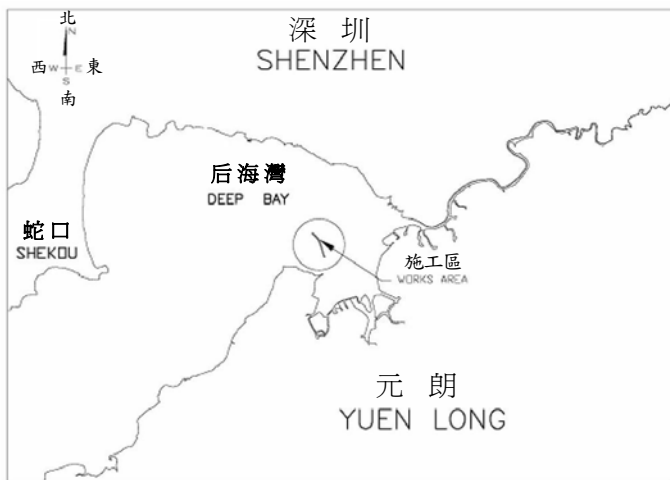 北
N
西 W E 東
S
南
深 圳
SHENZHEN
后海灣
DEEP BAY
蛇口
SHEKOU
施工區
WORKS AREA
元 朗
YUEN LONG